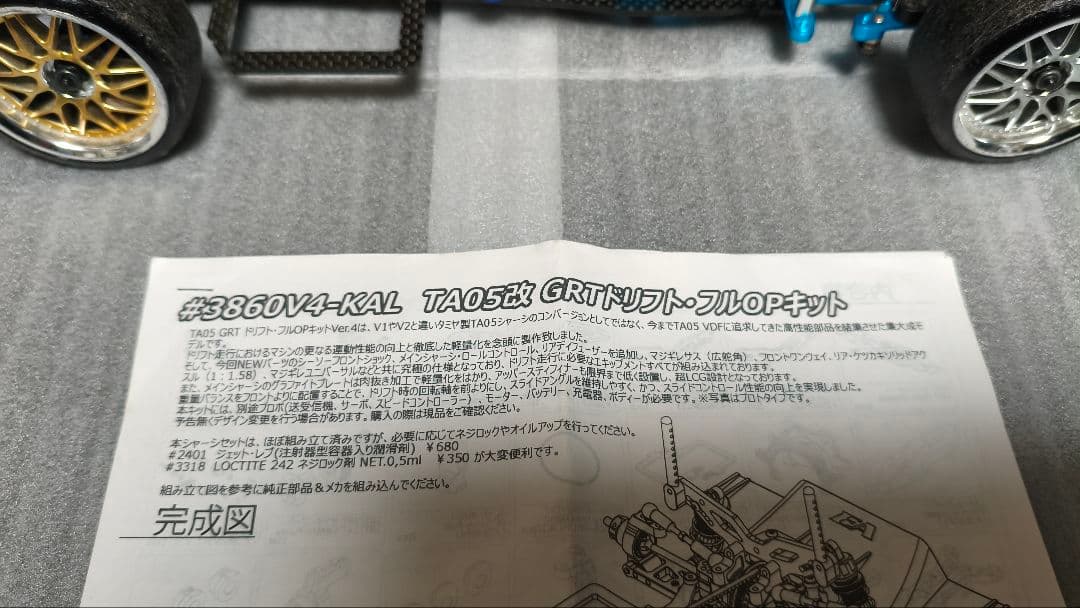 #3860V4-KAL TA05改 GRTドリフト・フルOPキット
TA05 GRT ドリフト・フルOPキットVer.4は、V1やV2と違いタミヤ製TA05シャーシのコンバージョンとしてではなく、今までTA05 VDFに追求してきた高性能部品を結集させた集大成モ
デルです。
ドリフト走行におけるマシンの更なる運動性能の向上と徹底した軽量化を念頭に製作致しました。
そして、今回NEWパーツのシーソーフロントショック、メインシャーシ・ロールコントロール、リアディフューザーを追加し、マジギレサス（広舵角）、フロントワンウェイ、リア・ケツカキソリッドアク
スル（1：1.58）、マジギレユニバーサルなどと共に究極の仕様となっており、ドリフト走行に必要なエキップメントすべてが組み込まれております。
また、メインシャーシのグラファイトプレートは肉抜き加工で軽量化をはかり、アッパースティフィナーも限界まで低く設置し、超LCG設計となっております。
重量バランスをフロントよりに配置することで、ドリフト時の回転軸を前よりにし、スライドアングルを維持しやすく、かつ、スライドコントロール性能の向上を実現しました。
本キットには、別途プロポ（送受信機、サーボ、スピードコントローラー）、モーター、バッテリー、充電器、ボディーが必要です。※写真はプロトタイプです。
予告無くデザイン変更を行う場合があります。購入の際は現品をご確認ください。
本シャーシセットは、ほぼ組み立て済みですが、必要に応じてネジロックやオイルアップを行ってください。
#2401 ジェット・レブ(注射器型容器入り潤滑剤) ￥680
#3318 LOCTITE 242 ネジロック剤 NET.0,5ml ￥350 が大変便利です。
組み立て図を参考に純正部品＆メカを組み込んでください。
完成図